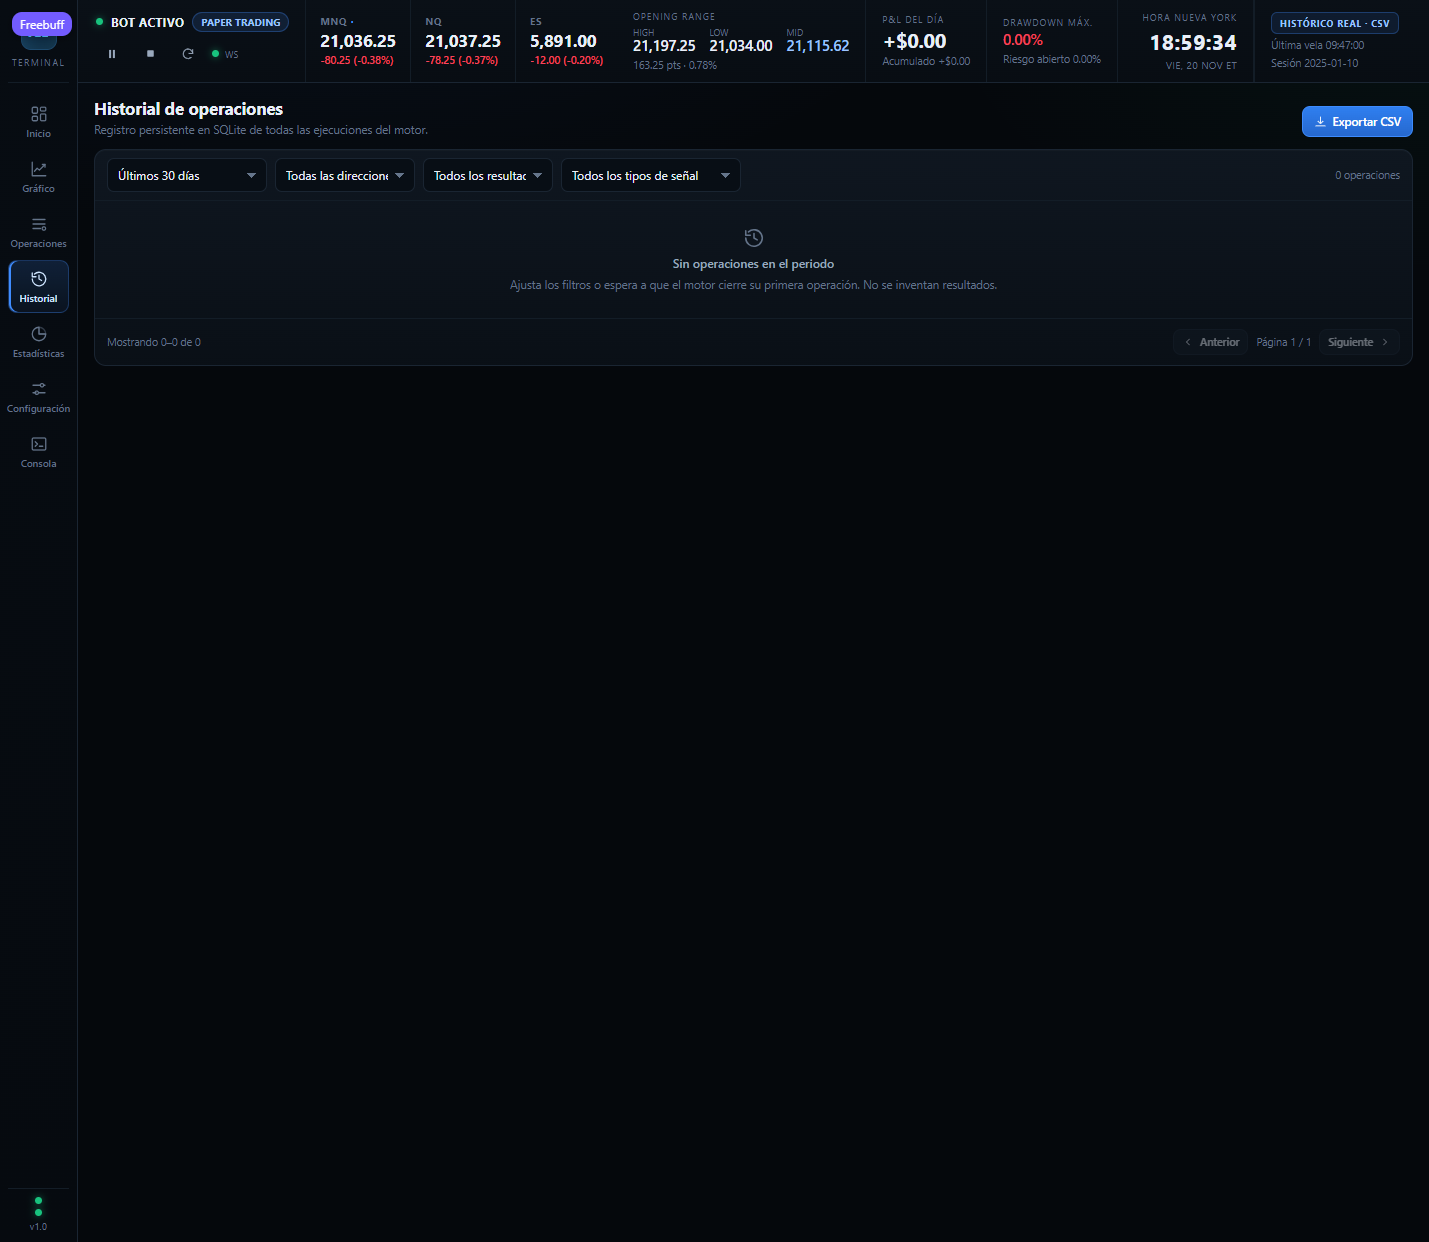 Freebuff
TERMINAL
Inicio
Gráfico
Operaciones
Historial
Estadísticas
Configuración
Consola
v1.0
BOT ACTIVO
PAPER TRADING
WS
MNQ •
21,036.25
-80.25 (-0.38%)
NQ
21,037.25
-78.25 (-0.37%)
ES
5,891.00
-12.00 (-0.20%)
OPENING RANGE
HIGH LOW MID
21,197.25 21,034.00 21,115.62
163.25 pts · 0.78%
P&L DEL DÍA
+$0.00
Acumulado +$0.00
DRAWDOWN MÁX.
0.00%
Riesgo abierto 0.00%
HORA NUEVA YORK
18:59:34
VIE, 20 NOV ET
HISTÓRICO REAL · CSV
Última vela 09:47:00
Sesión 2025-01-10
Historial de operaciones
Registro persistente en SQLite de todas las ejecuciones del motor.
Exportar CSV
Últimos 30 días
Todas las direccione
Todos los resultac
Todos los tipos de señal
0 operaciones
Sin operaciones en el periodo
Ajusta los filtros o espera a que el motor cierre su primera operación. No se inventan resultados.
Mostrando 0–0 de 0
Anterior
Página 1 / 1
Siguiente